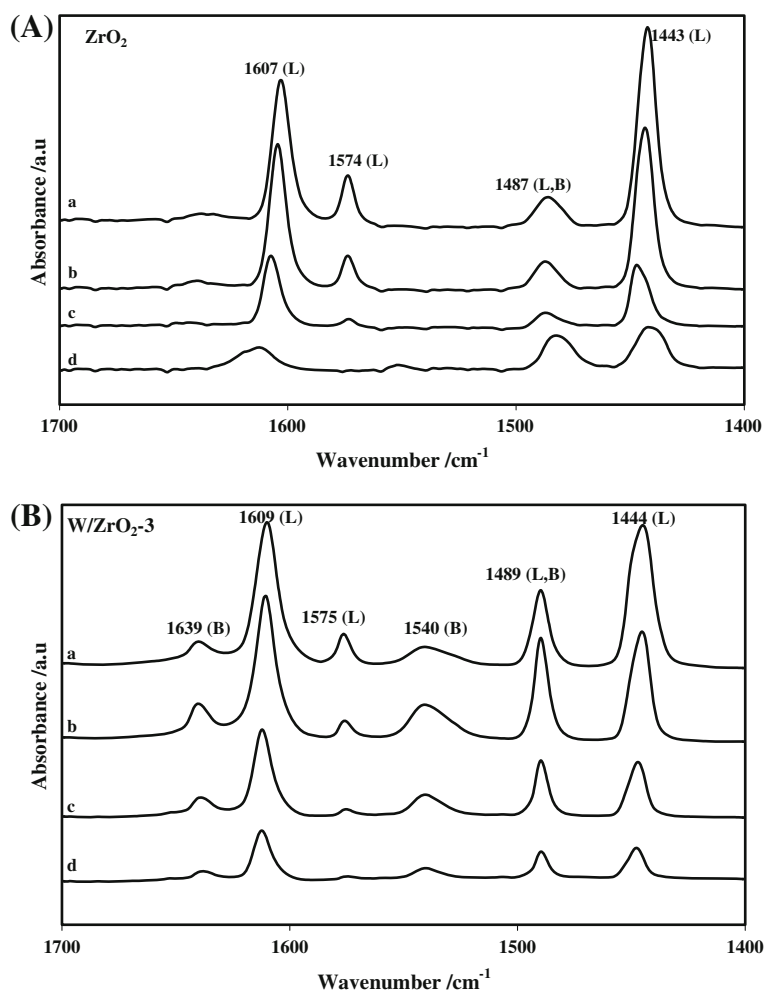 (A)
ZrO₂
1607 (L)
1574 (L)
1487 (L,B)
1443 (L)
a
b
c
d
Absorbance /a.u
1700
1600
1500
1400
Wavenumber /cm⁻¹
(B)
W/ZrO₂-3
1639 (B)
1609 (L)
1575 (L)
1540 (B)
1489 (L,B)
1444 (L)
a
b
c
d
Absorbance /a.u
1700
1600
1500
1400
Wavenumber /cm⁻¹